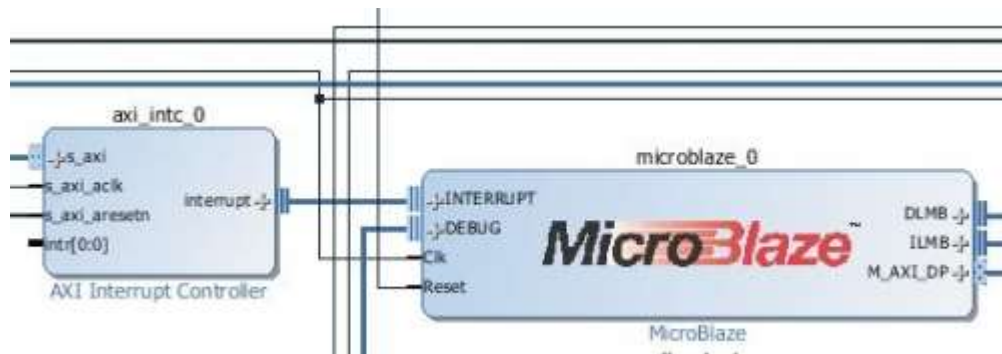 axi_intc_0
s_axi
s_axi_aclk
s_axi_aresetn
intr[0:0]
interrupt
AXI Interrupt Controller
microblaze_0
INTERRUPT
DEBUG
Clk
Reset
MicroBlaze™
DLMB
ILMB
M_AXI_DP
MicroBlaze